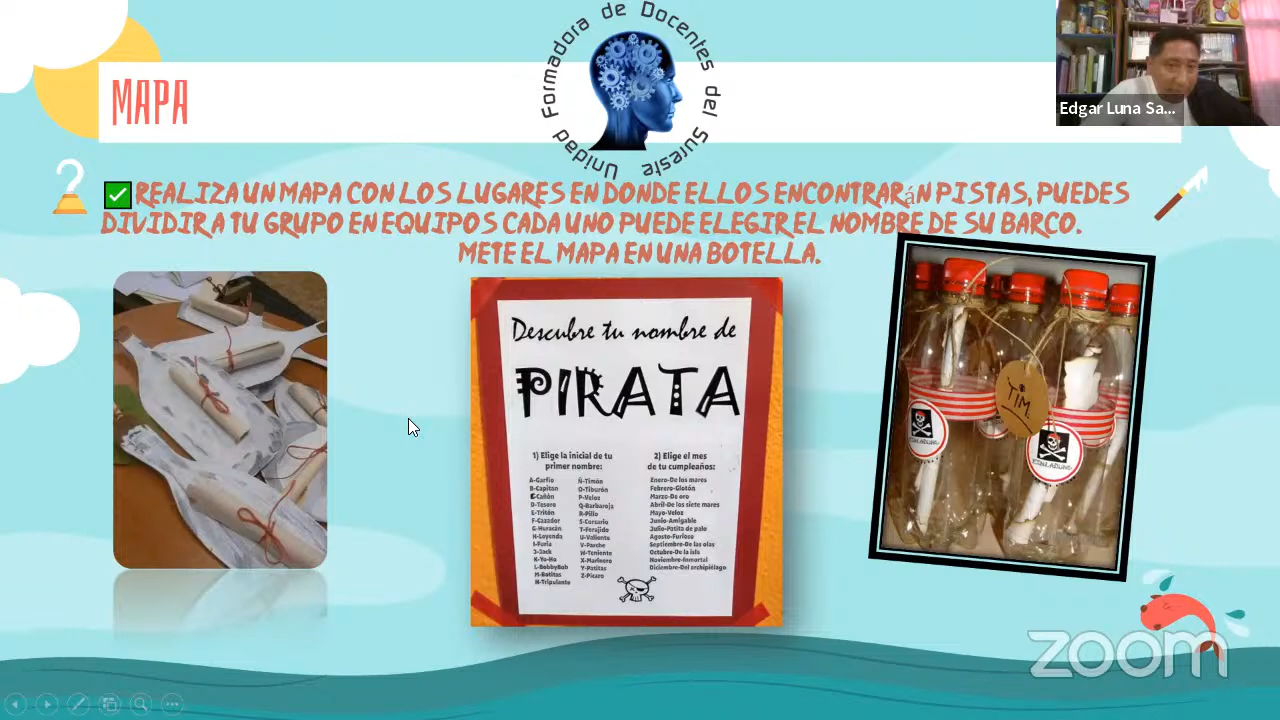 MAPA
Unidad Formadora de Docentes del Sureste
Edgar Luna Sa...
✅ REALIZA UN MAPA CON LOS LUGARES EN DONDE ELLOS ENCONTRARáN PISTAS, PUEDES
DIVIDIR A TU GRUPO EN EQUIPOS CADA UNO PUEDE ELEGIR EL NOMBRE DE SU BARCO.
METE EL MAPA EN UNA BOTELLA.
Descubre tu nombre de
PIRATA
1) Elige la inicial de tu
primer nombre:
A-Garfio
B-Capitan
C-Cañón
D-Tesoro
E-Tritón
F-Cazador
G-Huracán
H-Leyenda
I-Furia
J-Jack
K-Yo-Ho
L-BobbyBob
M-Botitas
N-Tripulante
Ñ-Timón
O-Tiburón
P-Veloz
Q-Barbaroja
R-Pillo
S-Corsario
T-Forajido
U-Valiente
V-Parche
W-Teniente
X-Marinero
Y-Patitas
Z-Pícaro
2) Elige el mes
de tu cumpleaños:
Enero-De los mares
Febrero-Glotón
Marzo-De oro
Abril-De los siete mares
Mayo-Veloz
Junio-Amigable
Julio-Patita de palo
Agosto-Furioso
Septiembre-De las olas
Octubre-De la isla
Noviembre-Inmortal
Diciembre-Del archipiélago
TIM
zoom